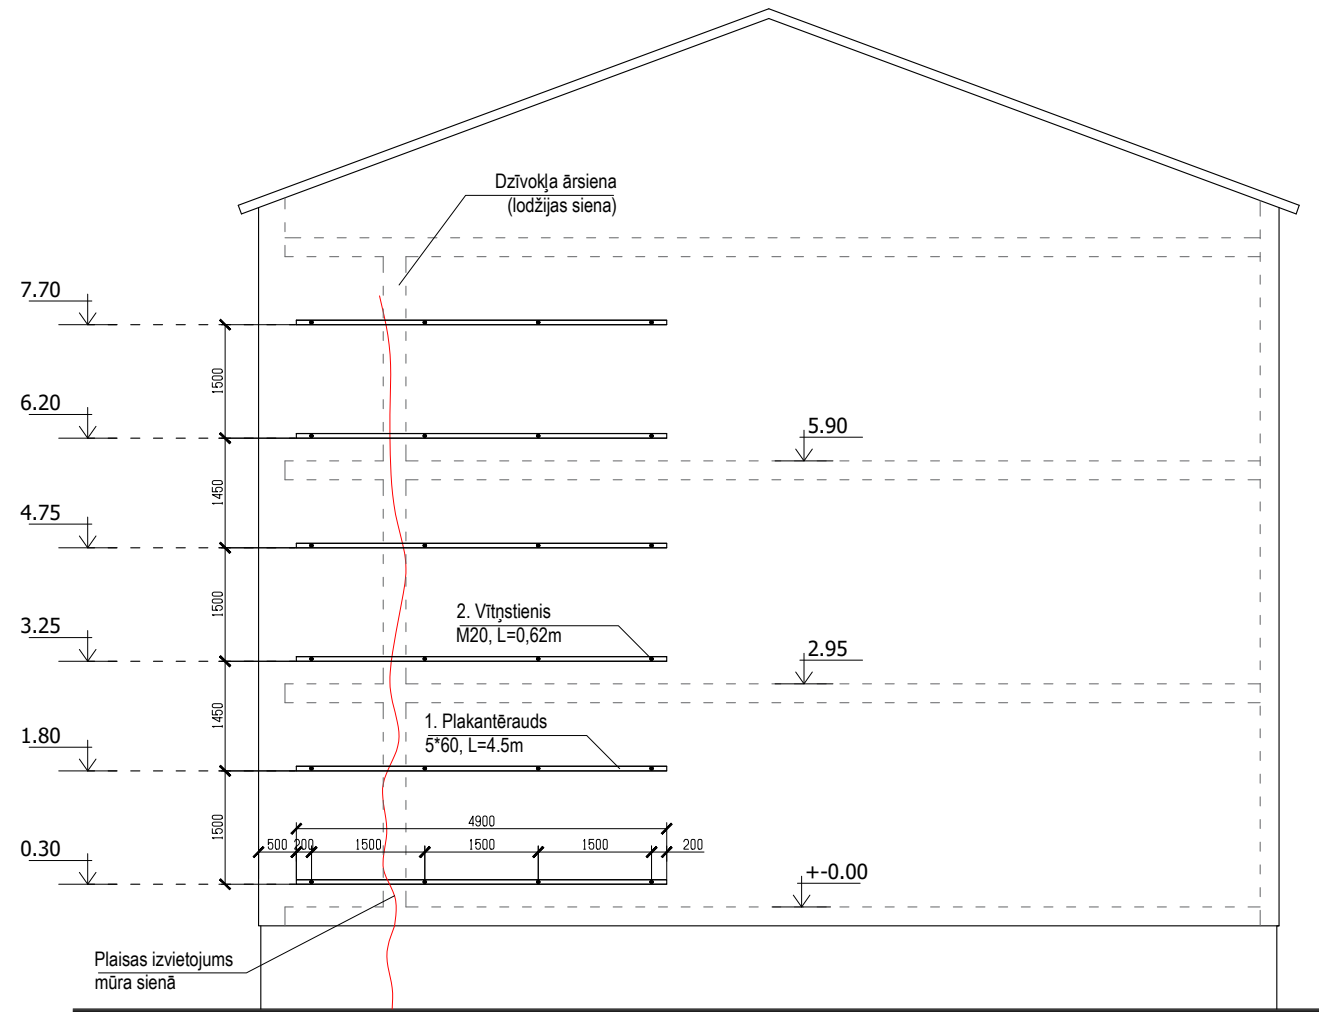 Dzīvokļa ārsiena
(lodžijas siena)
7.70
1500
6.20
5.90
1450
4.75
1500
2. Vītņstienis
M20, L=0,62m
3.25
2.95
1450
1. Plakantērauds
5*60, L=4.5m
1.80
1500
4900
500 200 1500 1500 1500 200
0.30
+-0.00
Plaisas izvietojums
mūra sienā